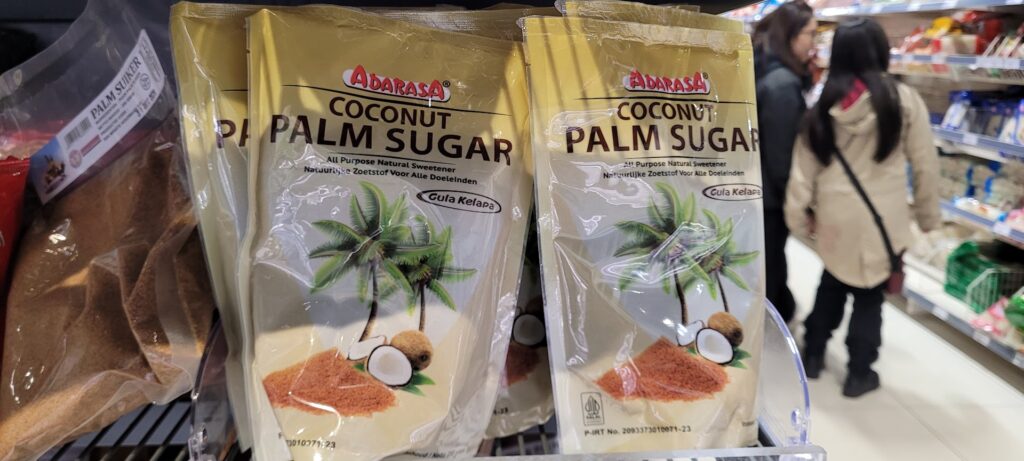 PALM SUIKER
PA
ADARASA®
COCONUT
PALM SUGAR
All Purpose Natural Sweetener
Natuurlijke Zoetstof Voor Alle Doeleinden
Gula Kelapa
ADARASA®
COCONUT
PALM SUGAR
All Purpose Natural Sweetener
Natuurlijke Zoetstof Voor Alle Doeleinden
Gula Kelapa
P-IRT No. 2093373010071-23